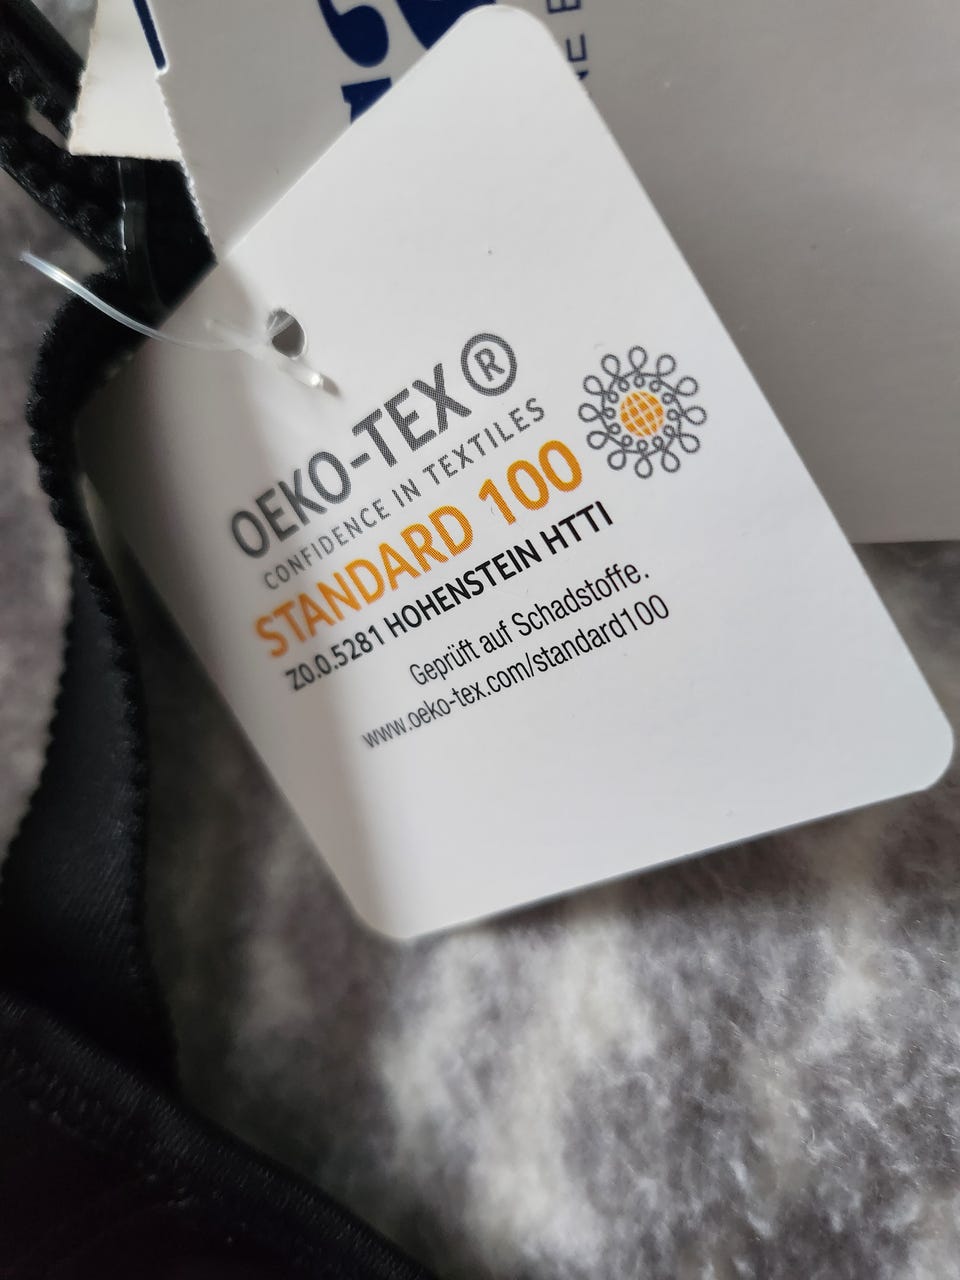 OEKO-TEX®
CONFIDENCE IN TEXTILES
STANDARD 100
Z0.0.5281 HOHENSTEIN HTTI
Geprüft auf Schadstoffe.
www.oeko-tex.com/standard100